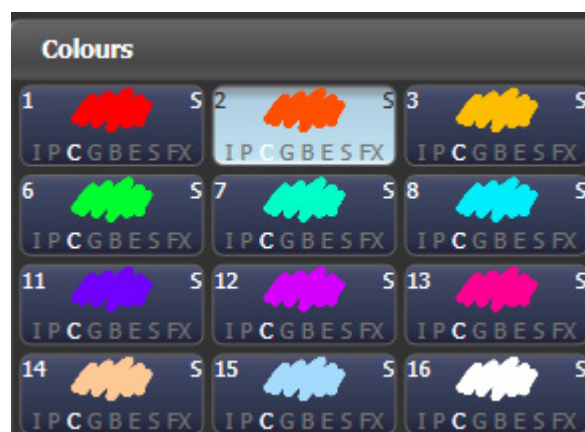 Colours
1 S 2 S 3 S
I P C G B E S FX I P C G B E S FX I P C G B E S FX
6 S 7 S 8 S
I P C G B E S FX I P C G B E S FX I P C G B E S FX
11 S 12 S 13 S
I P C G B E S FX I P C G B E S FX I P C G B E S FX
14 S 15 S 16 S
I P C G B E S FX I P C G B E S FX I P C G B E S FX